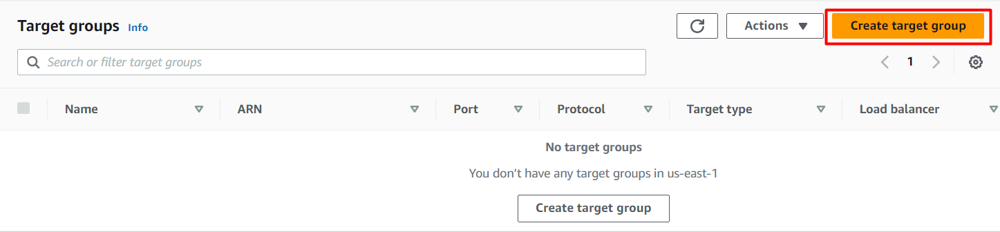 Target groups Info Actions Create target group
Search or filter target groups 1
Name ARN Port Protocol Target type Load balancer
No target groups
You don’t have any target groups in us-east-1
Create target group